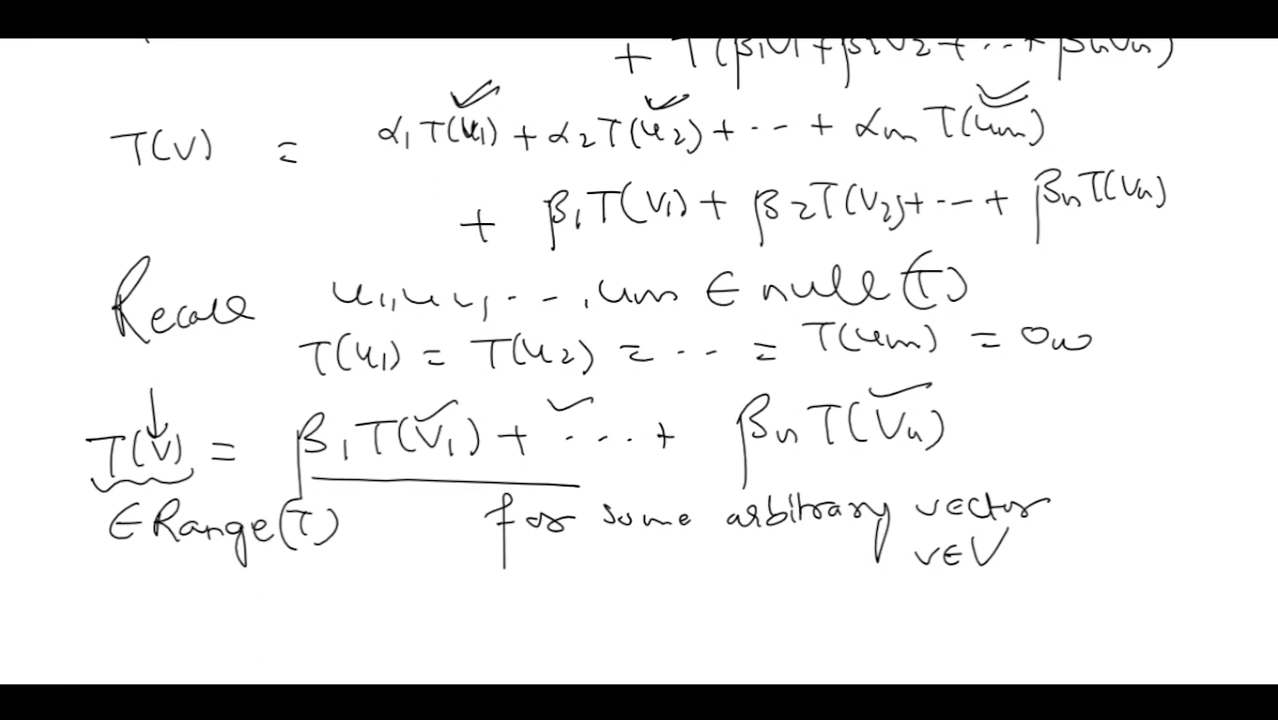 + T(β1v1+β2v2+...+βnvn)
T(v) = α1T(u1)+α2T(u2)+...+ αmT(um)
+ β1T(v1)+ β2T(v2)+...+ βnT(vn)
Recall u1,u2,...,um ∈ null(T)
T(u1) = T(u2) = ... = T(um) = 0w
T(v) = β1T(v1)+ ... + βnT(vn)
∈Range(T) for some arbitrary vector
v∈V